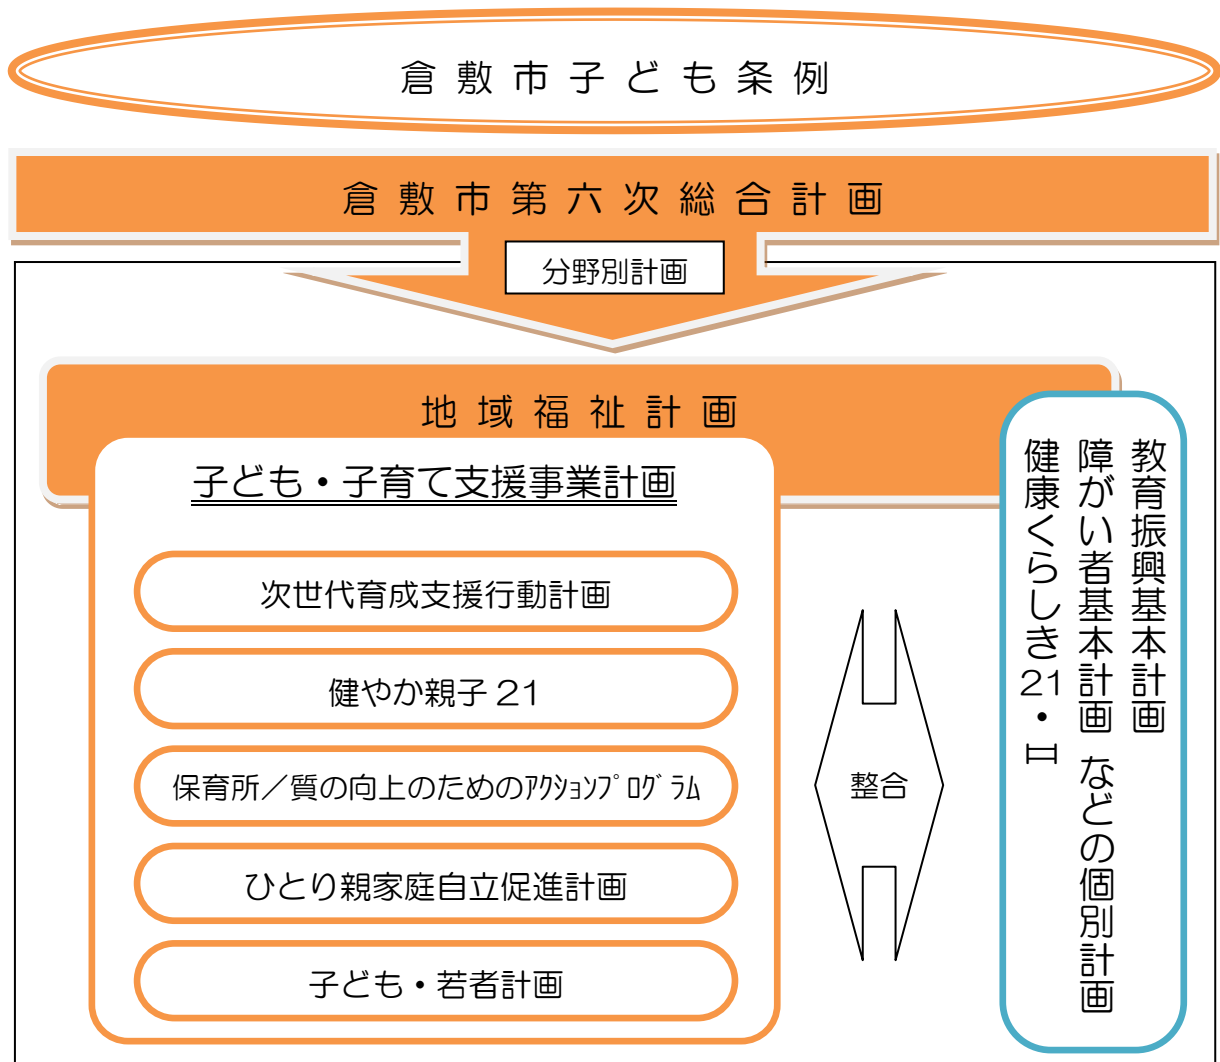 倉敷市子ども条例
倉敷市第六次総合計画
分野別計画
地域福祉計画
子ども・子育て支援事業計画
次世代育成支援行動計画
健やか親子21
保育所/質の向上のためのアクションプログラム
ひとり親家庭自立促進計画
子ども・若者計画
整合
教育振興基本計画
障がい者基本計画 などの個別計画
健康くらしき21・Ⅱ